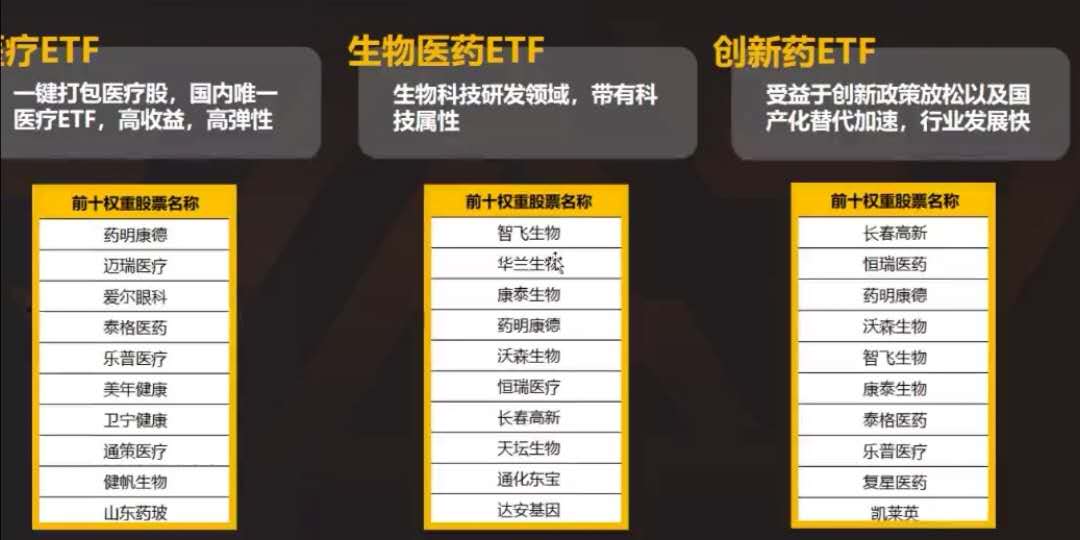 医疗ETF
一键打包医疗股，国内唯一
医疗ETF，高收益，高弹性
前十权重股票名称
药明康德
迈瑞医疗
爱尔眼科
泰格医药
乐普医疗
美年健康
卫宁健康
通策医疗
健帆生物
山东药玻
生物医药ETF
生物科技研发领域，带有科
技属性
前十权重股票名称
智飞生物
华兰生物
康泰生物
药明康德
沃森生物
恒瑞医疗
长春高新
天坛生物
通化东宝
达安基因
创新药ETF
受益于创新政策放松以及国
产化替代加速，行业发展快
前十权重股票名称
长春高新
恒瑞医药
药明康德
沃森生物
智飞生物
康泰生物
泰格医药
乐普医疗
复星医药
凯莱英